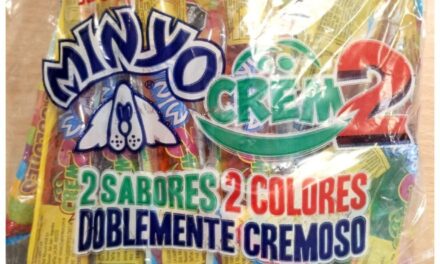 MINYO
CREM2
2 SABORES 2 COLORES
DOBLEMENTE CREMOSO